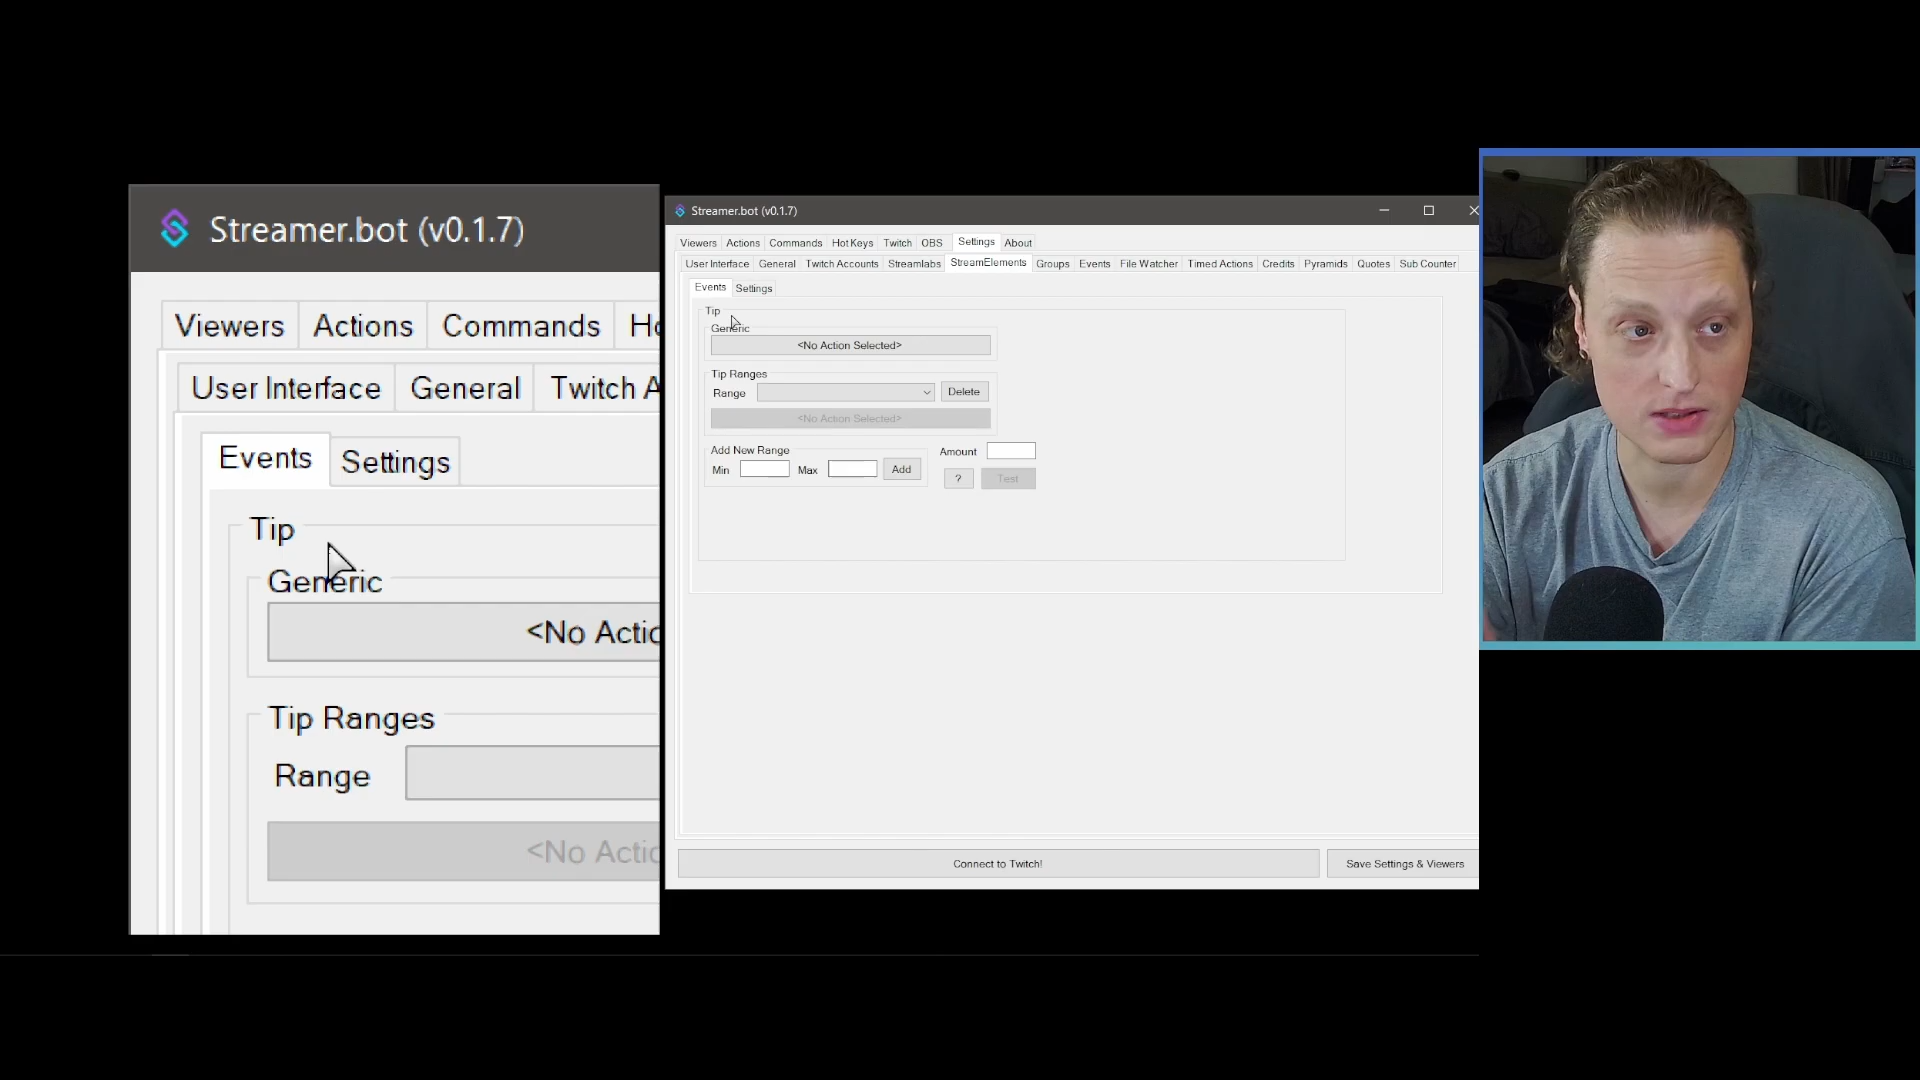 Streamer.bot (v0.1.7)
Viewers Actions Commands Ho
User Interface General Twitch A
Events Settings
Tip
Generic
<No Actio
Tip Ranges
Range
<No Actio
Streamer.bot (v0.1.7)
Viewers Actions Commands Hot Keys Twitch OBS Settings About
User Interface General Twitch Accounts Streamlabs StreamElements Groups Events File Watcher Timed Actions Credits Pyramids Quotes Sub Counter
Events Settings
Tip
Generic
<No Action Selected>
Tip Ranges
Range Delete
<No Action Selected>
Add New Range Amount
Min Max Add ? Test
Connect to Twitch! Save Settings & Viewers